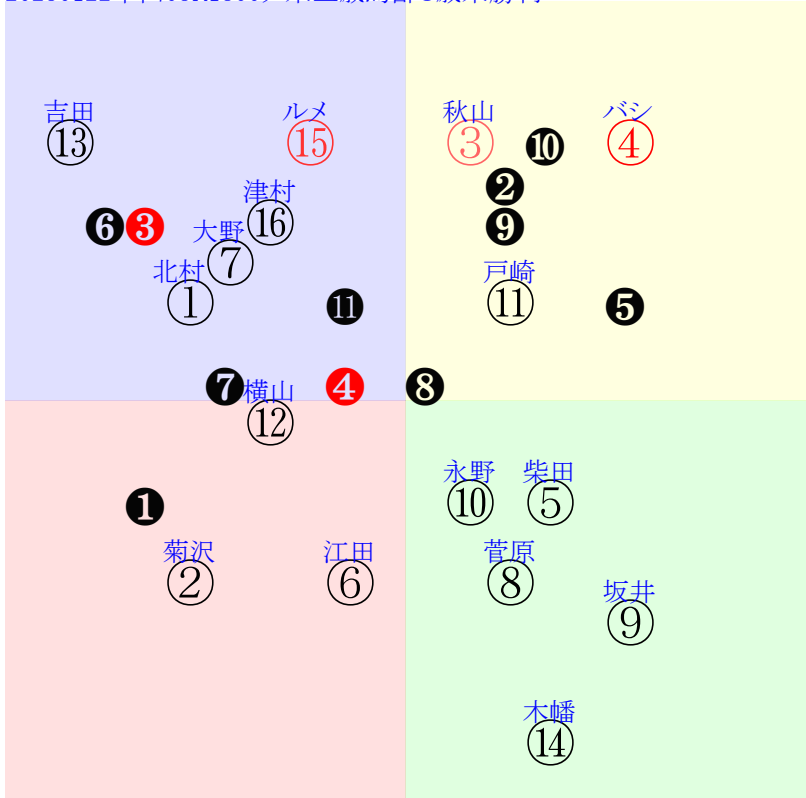 吉田
⑬
ルメ
⑮
秋山
③
バシ
④
❿
❷
津村
⑯
❻
❸
大野
⑦
❾
北村
①
⓫
戸崎
⑪
❺
❼
横山
⑫
❹
❽
永野
⑩
柴田
⑤
❶
菊沢
②
江田
⑥
菅原
⑧
坂井
⑨
木幡
⑭